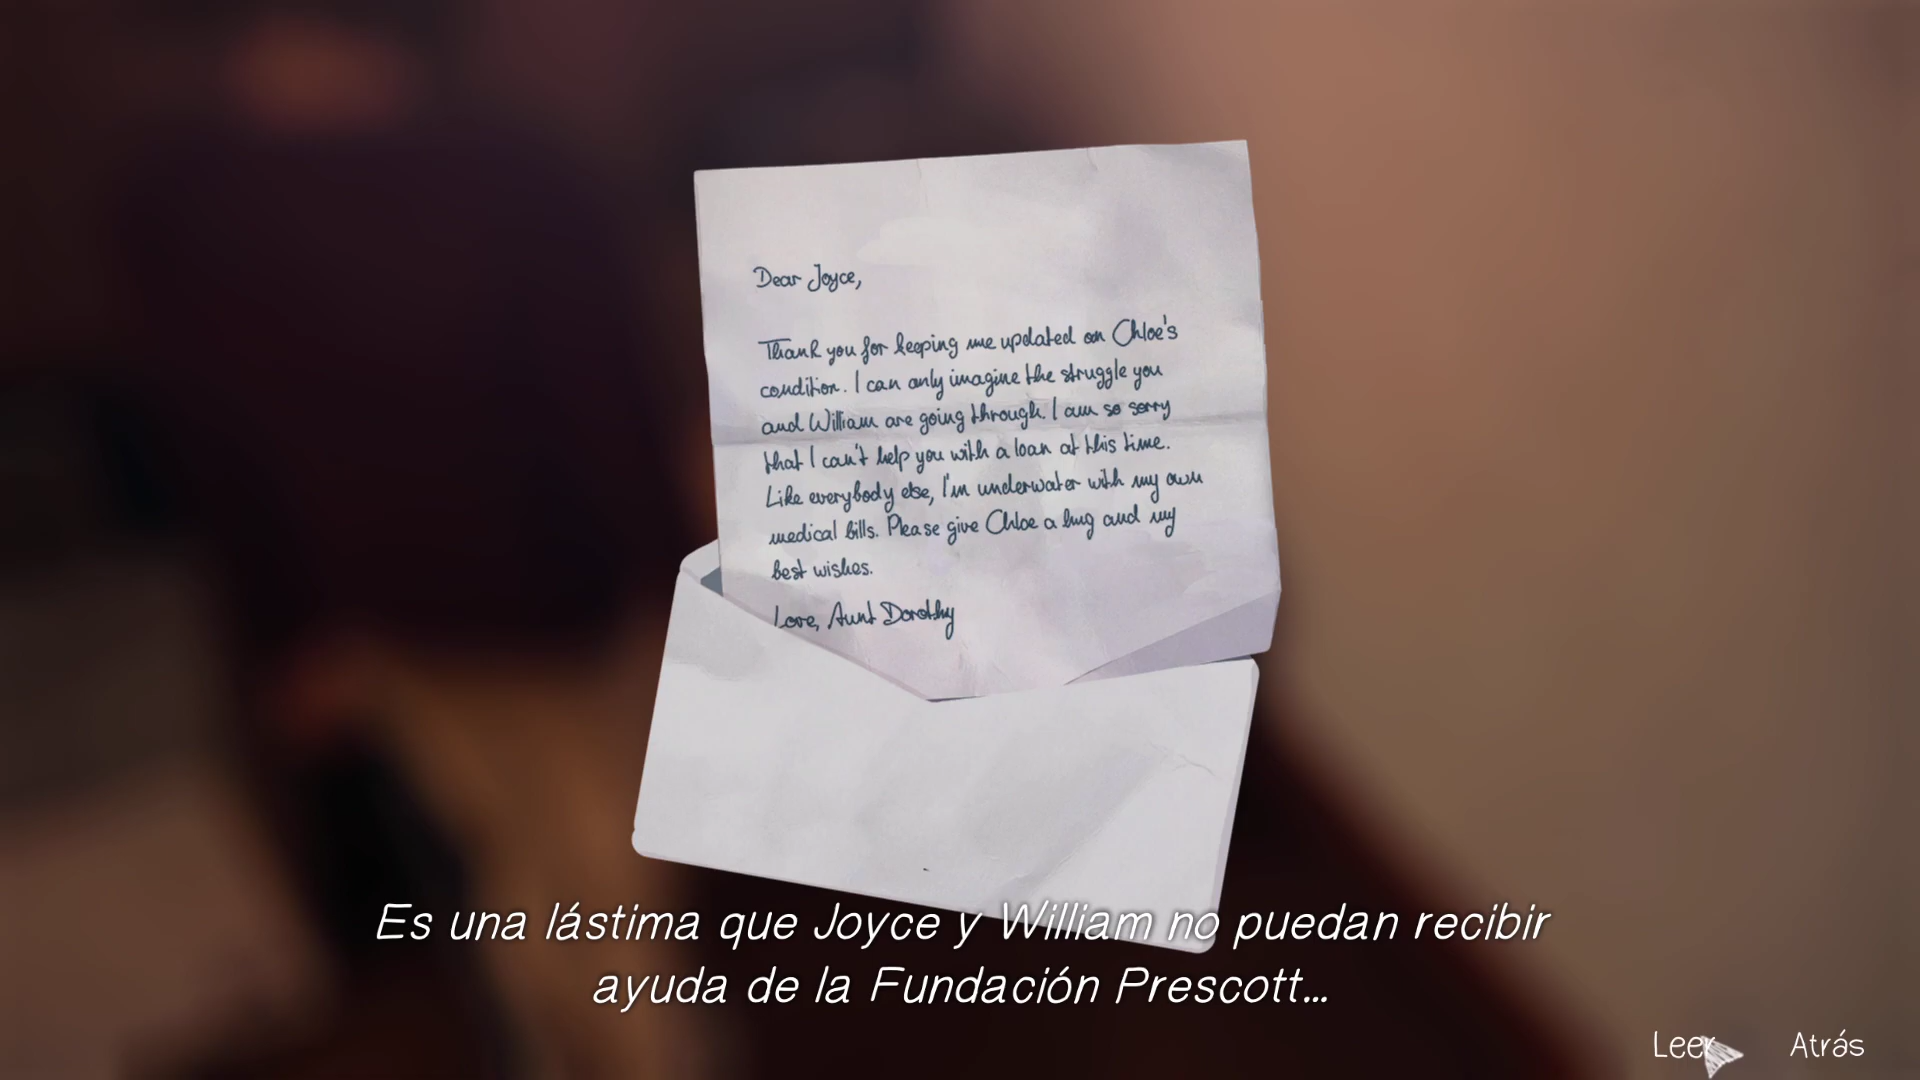 Dear Joyce,
Thank you for keeping me updated on Chloe's
condition. I can only imagine the struggle you
and William are going through. I am so sorry
that I can't help you with a loan at this time.
Like everybody else, I'm underwater with my own
medical bills. Please give Chloe a hug and my
best wishes.
Love, Aunt Dorothy
Es una lástima que Joyce y William no puedan recibir
ayuda de la Fundación Prescott...
Leer Atrás